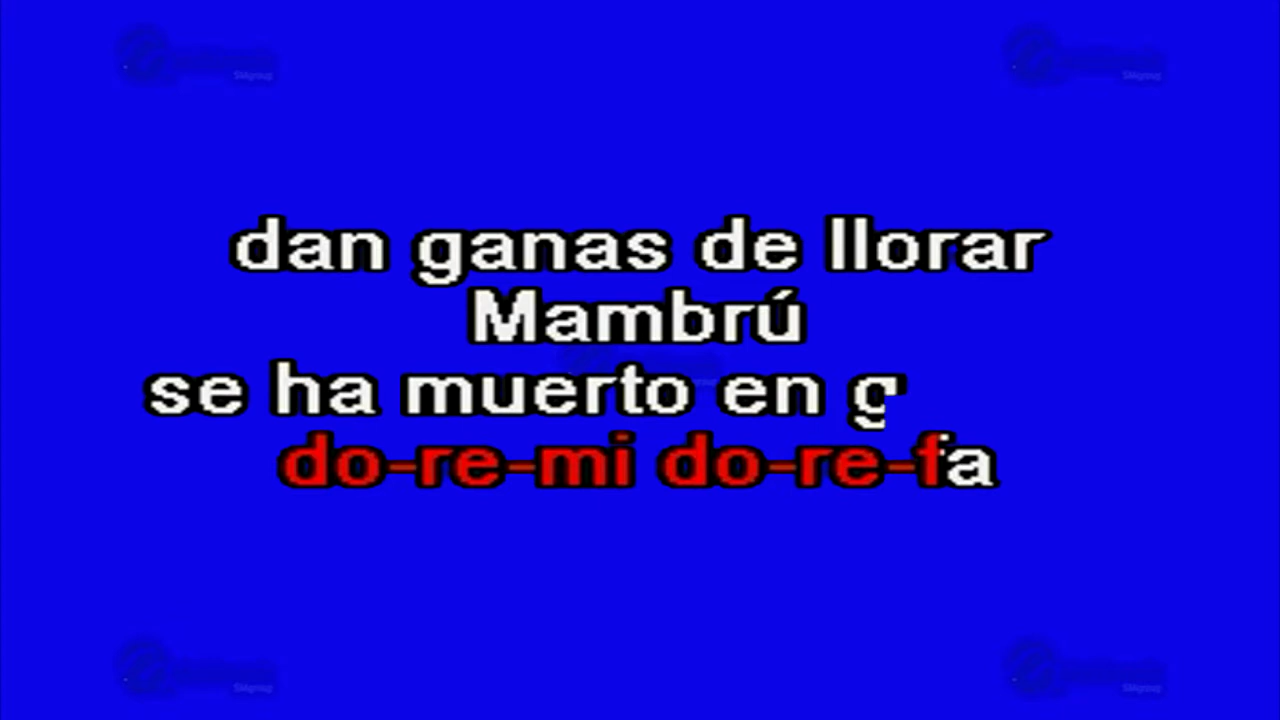 dan ganas de llorar
Mambrú
se ha muerto en g
do-re-mi do-re-fa